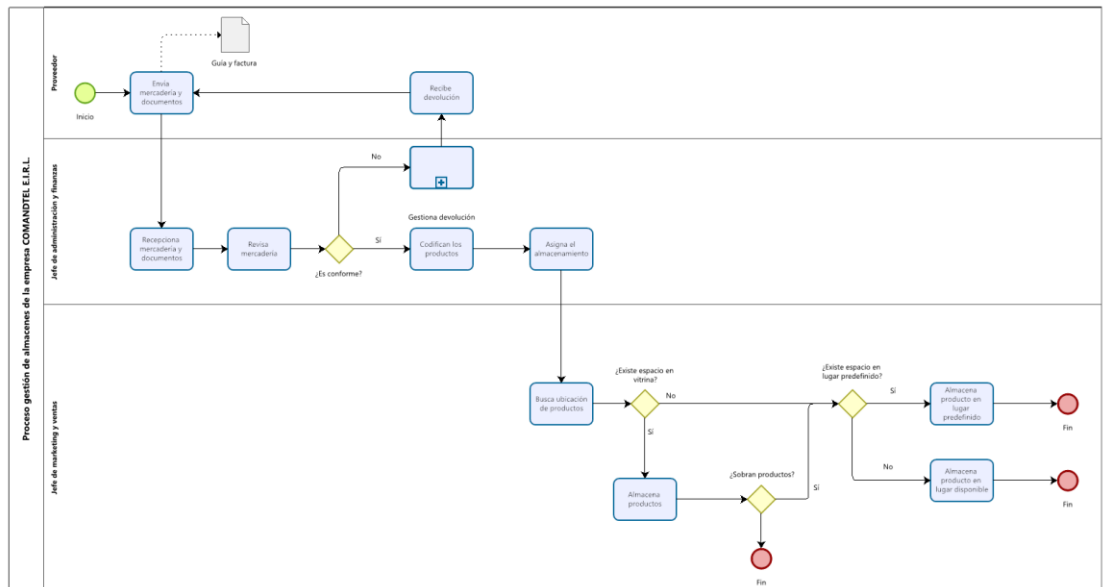 Proceso gestión de almacenes de la empresa COMANDTEL E.I.R.L.
Proveedor
Guía y factura
Inicio
Envía
mercadería y
documentos
Recibe
devolución
Jefe de administración y finanzas
No
Gestiona devolución
Recepciona
mercadería y
documentos
Revisa
mercadería
¿Es conforme?
Sí
Codifican los
productos
Asigna el
almacenamiento
Jefe de marketing y ventas
Busca ubicación
de productos
¿Existe espacio en
vitrina?
No
Sí
¿Existe espacio en
lugar predefinido?
Sí
Almacena
producto en
lugar
predefinido
Fin
Almacena
productos
¿Sobran productos?
Sí
Fin
No
Almacena
producto en
lugar disponible
Fin